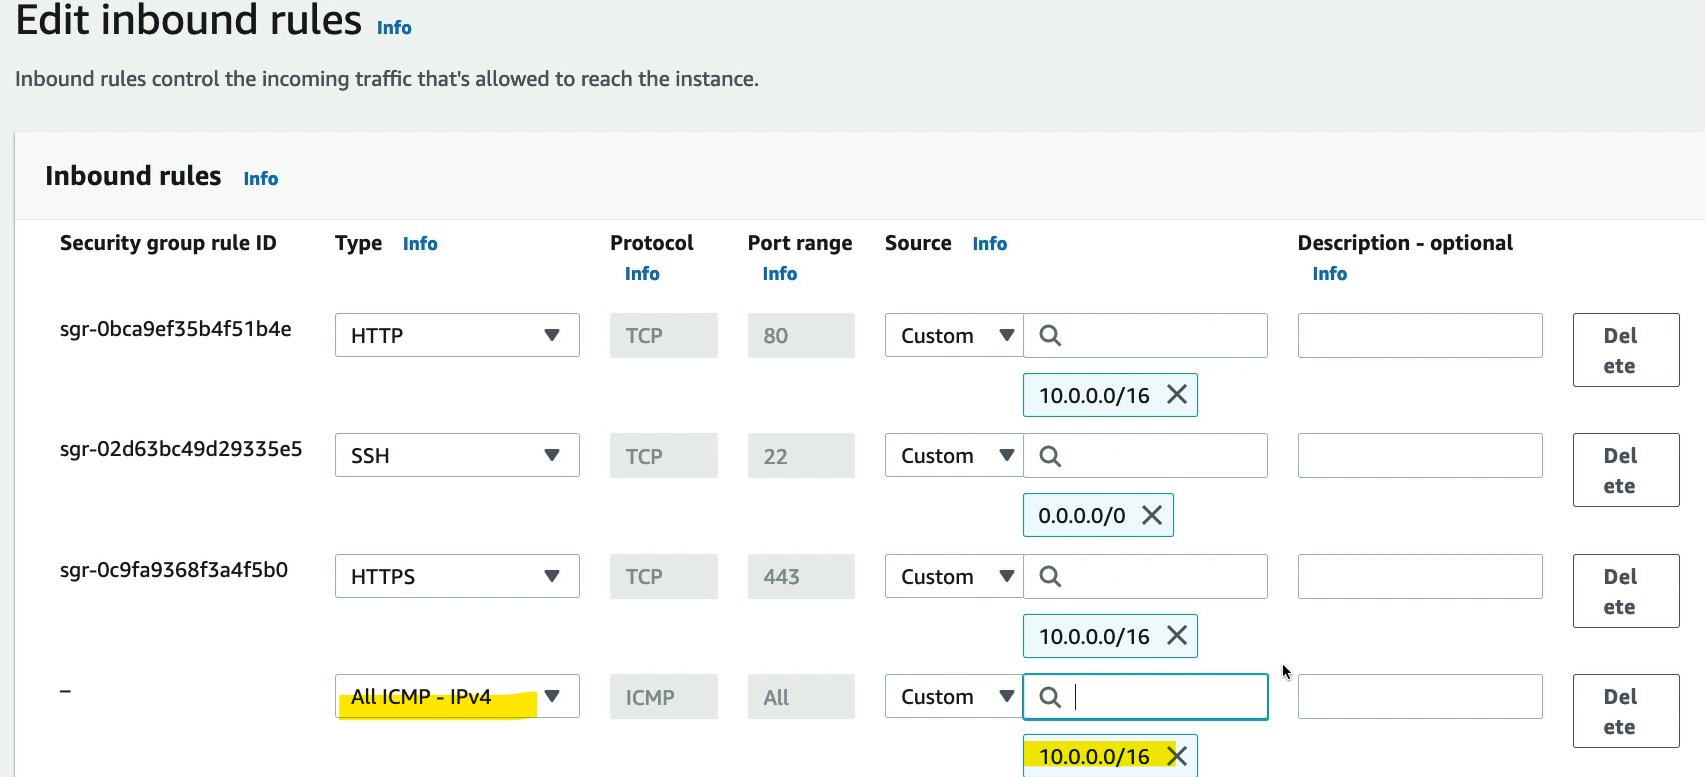 Edit inbound rules Info
Inbound rules control the incoming traffic that's allowed to reach the instance.
Inbound rules Info
Security group rule ID Type Info Protocol Info Port range Info Source Info Description - optional Info
sgr-0bca9ef35b4f51b4e HTTP TCP 80 Custom Delete
10.0.0.0/16
sgr-02d63bc49d29335e5 SSH TCP 22 Custom Delete
0.0.0.0/0
sgr-0c9fa9368f3a4f5b0 HTTPS TCP 443 Custom Delete
10.0.0.0/16
– All ICMP - IPv4 ICMP All Custom Delete
10.0.0.0/16